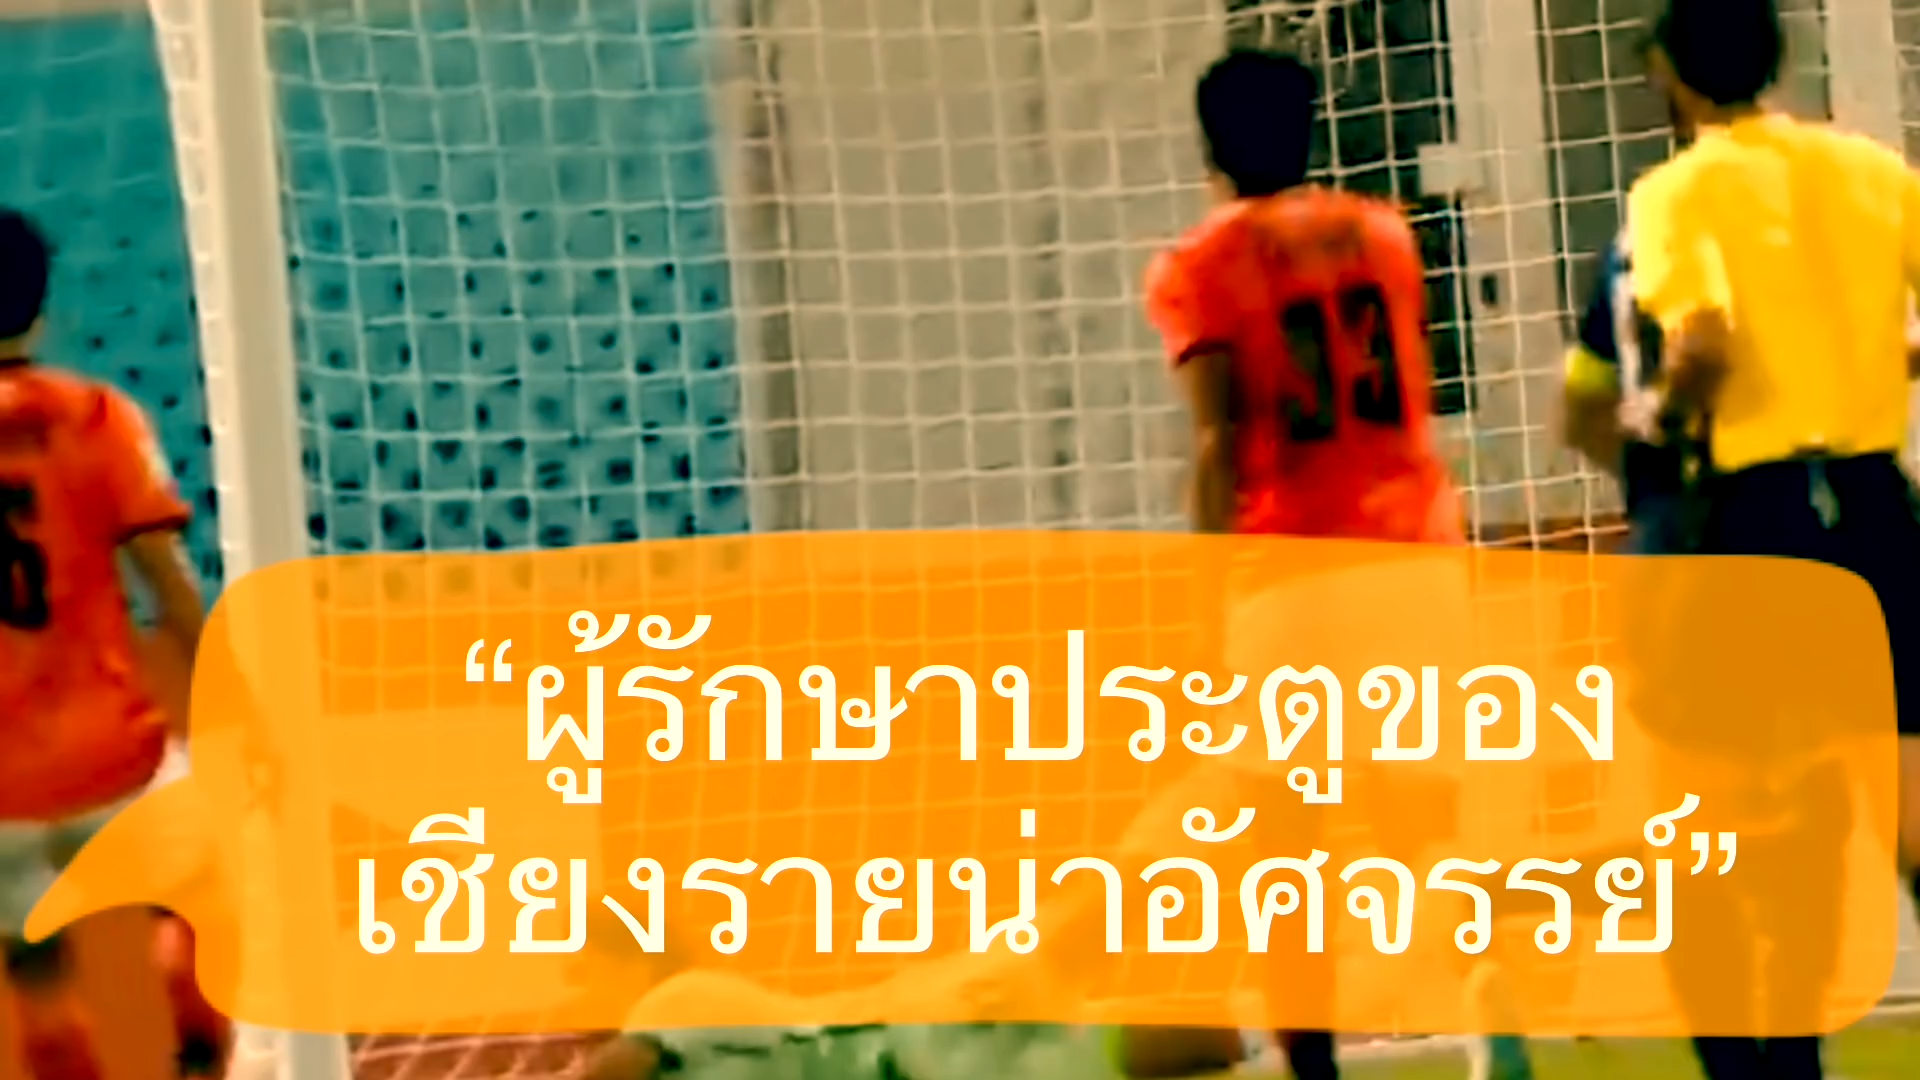 “ผู้รักษาประตูของ
เชียงรายน่าอัศจรรย์”
33